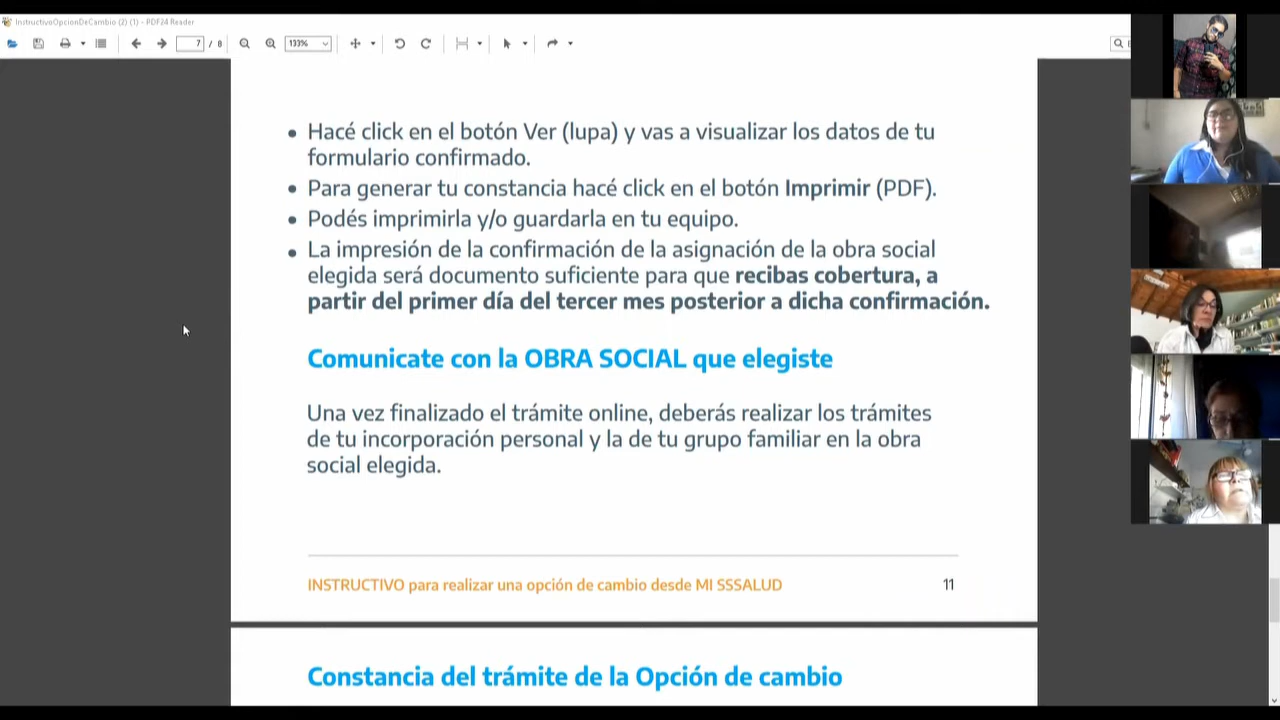 InstructivoOpcionDeCambio (2) (1) - PDF24 Reader
7 / 8
133%
• Hacé click en el botón Ver (lupa) y vas a visualizar los datos de tu
formulario confirmado.
• Para generar tu constancia hacé click en el botón Imprimir (PDF).
• Podés imprimirla y/o guardarla en tu equipo.
• La impresión de la confirmación de la asignación de la obra social
elegida será documento suficiente para que recibas cobertura, a
partir del primer día del tercer mes posterior a dicha confirmación.
Comunicate con la OBRA SOCIAL que elegiste
Una vez finalizado el trámite online, deberás realizar los trámites
de tu incorporación personal y la de tu grupo familiar en la obra
social elegida.
INSTRUCTIVO para realizar una opción de cambio desde MI SSSALUD
11
Constancia del trámite de la Opción de cambio